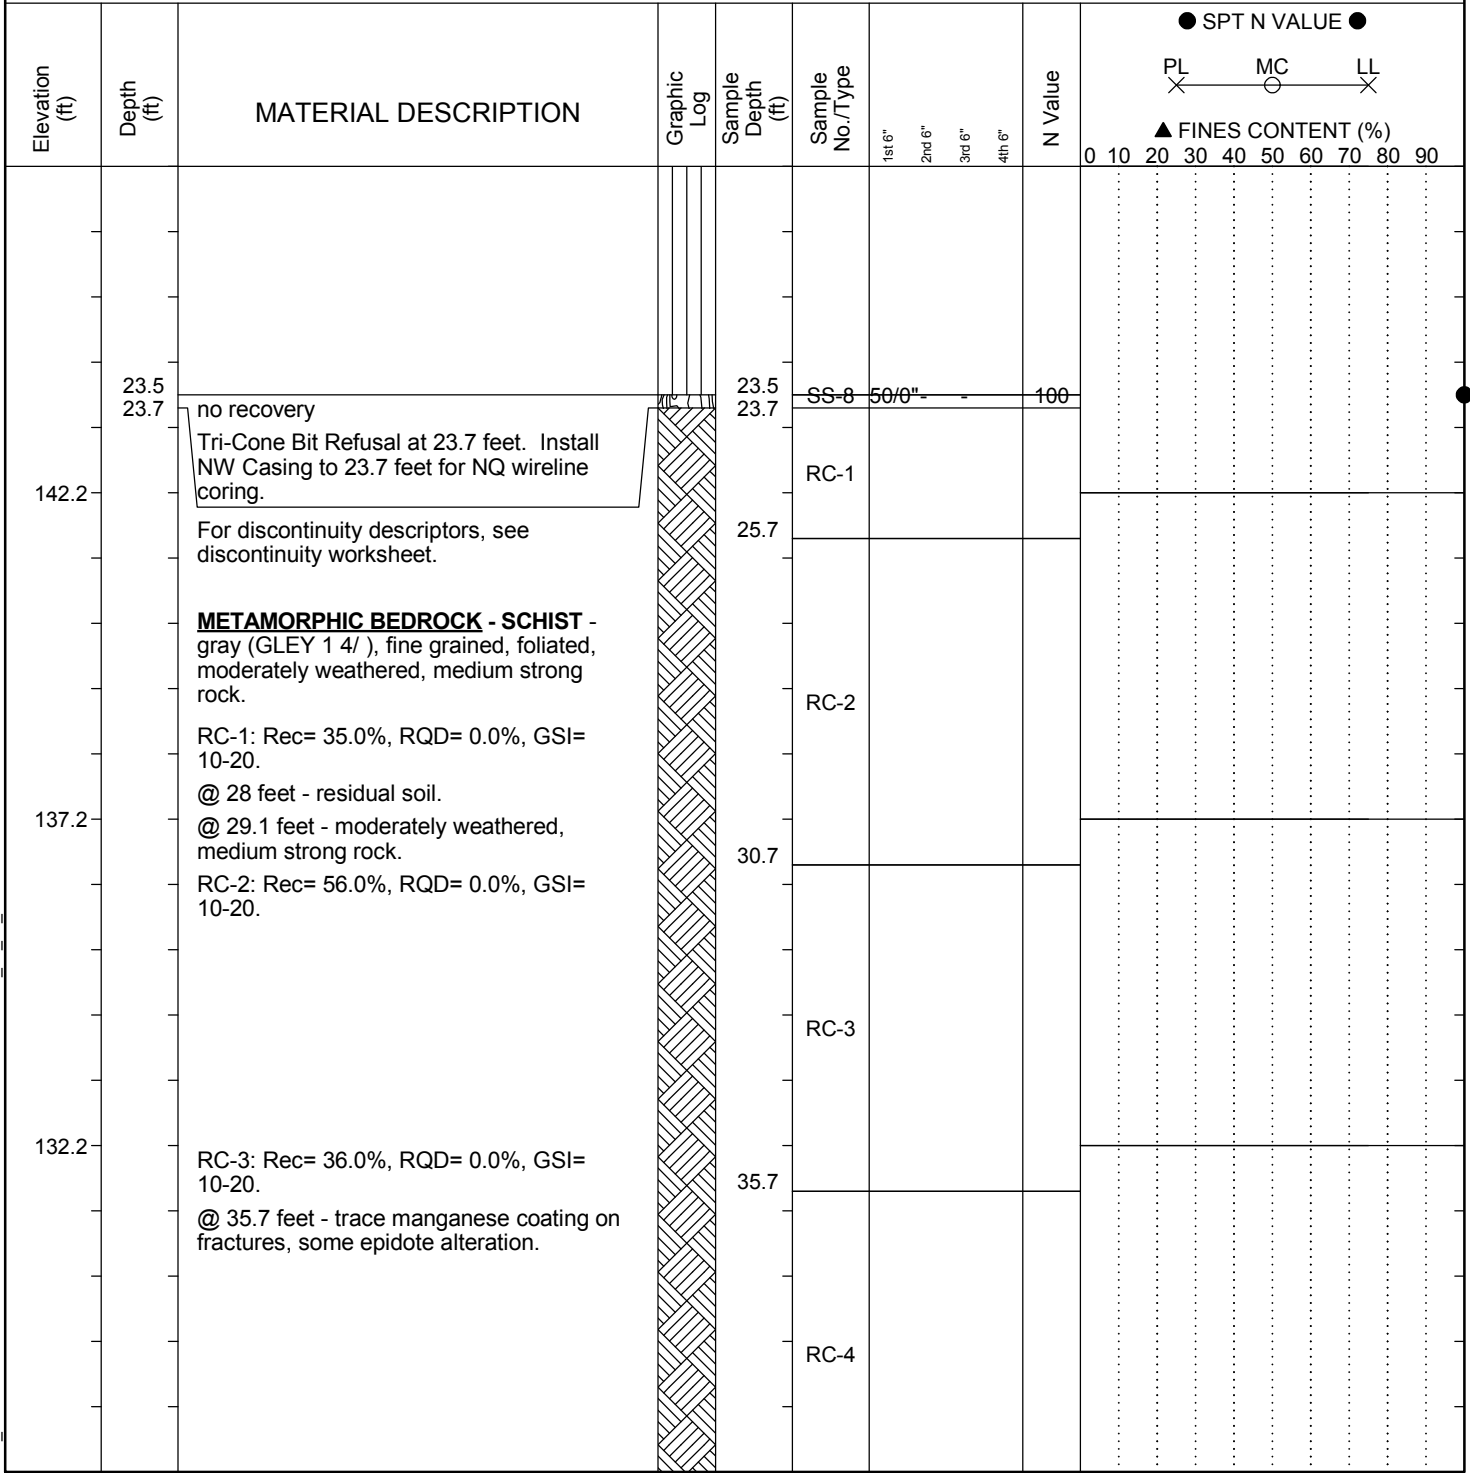 Elevation
(ft)
Depth
(ft)
MATERIAL DESCRIPTION
Graphic
Log
Sample
Depth
(ft)
Sample
No./Type
1st 6"
2nd 6"
3rd 6"
4th 6"
N Value
● SPT N VALUE ●
PL MC LL
▲ FINES CONTENT (%)
0 10 20 30 40 50 60 70 80 90
23.5
23.7
23.5
23.7
SS-8 50/0" - - 100
no recovery
Tri-Cone Bit Refusal at 23.7 feet. Install
NW Casing to 23.7 feet for NQ wireline
coring.
RC-1
142.2
For discontinuity descriptors, see
discontinuity worksheet.
25.7
METAMORPHIC BEDROCK - SCHIST -
gray (GLEY 1 4/ ), fine grained, foliated,
moderately weathered, medium strong
rock.
RC-2
RC-1: Rec= 35.0%, RQD= 0.0%, GSI=
10-20.
@ 28 feet - residual soil.
137.2
@ 29.1 feet - moderately weathered,
medium strong rock.
30.7
RC-2: Rec= 56.0%, RQD= 0.0%, GSI=
10-20.
RC-3
132.2
RC-3: Rec= 36.0%, RQD= 0.0%, GSI=
10-20.
35.7
@ 35.7 feet - trace manganese coating on
fractures, some epidote alteration.
RC-4